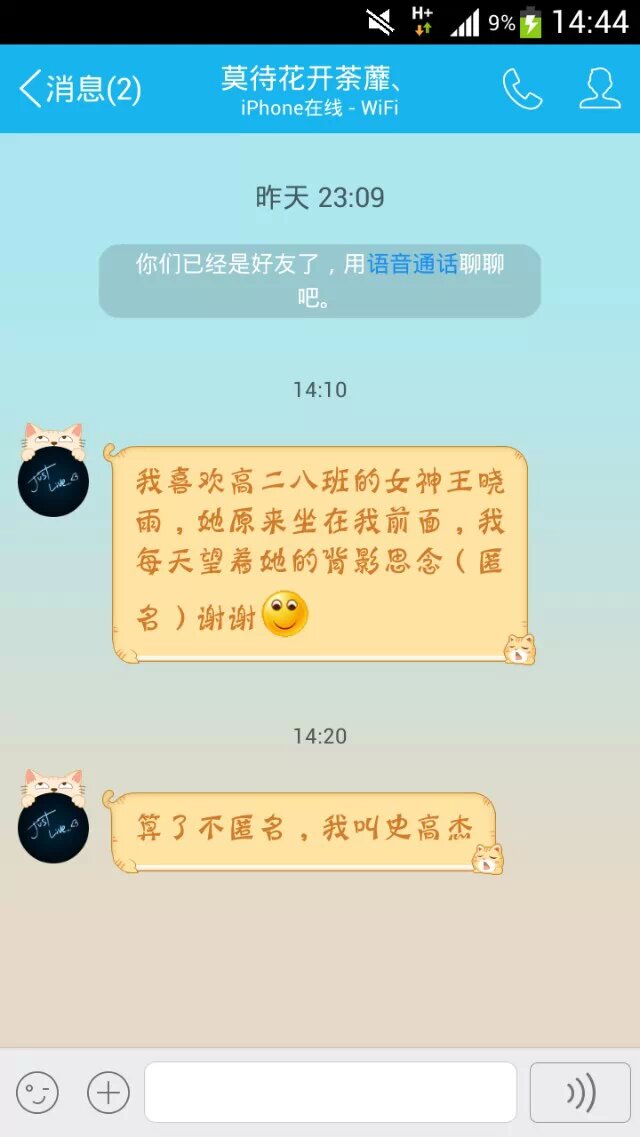 H+ 9% 14:44
消息(2)
莫待花开荼蘼、
iPhone在线 - WiFi
昨天 23:09
你们已经是好友了，用语音通话聊聊
吧。
14:10
Just
Live
我喜欢高二八班的女神王晓
雨，她原来坐在我前面，我
每天望着她的背影思念（匿
名）谢谢
14:20
Just
Live
算了不匿名，我叫史高杰